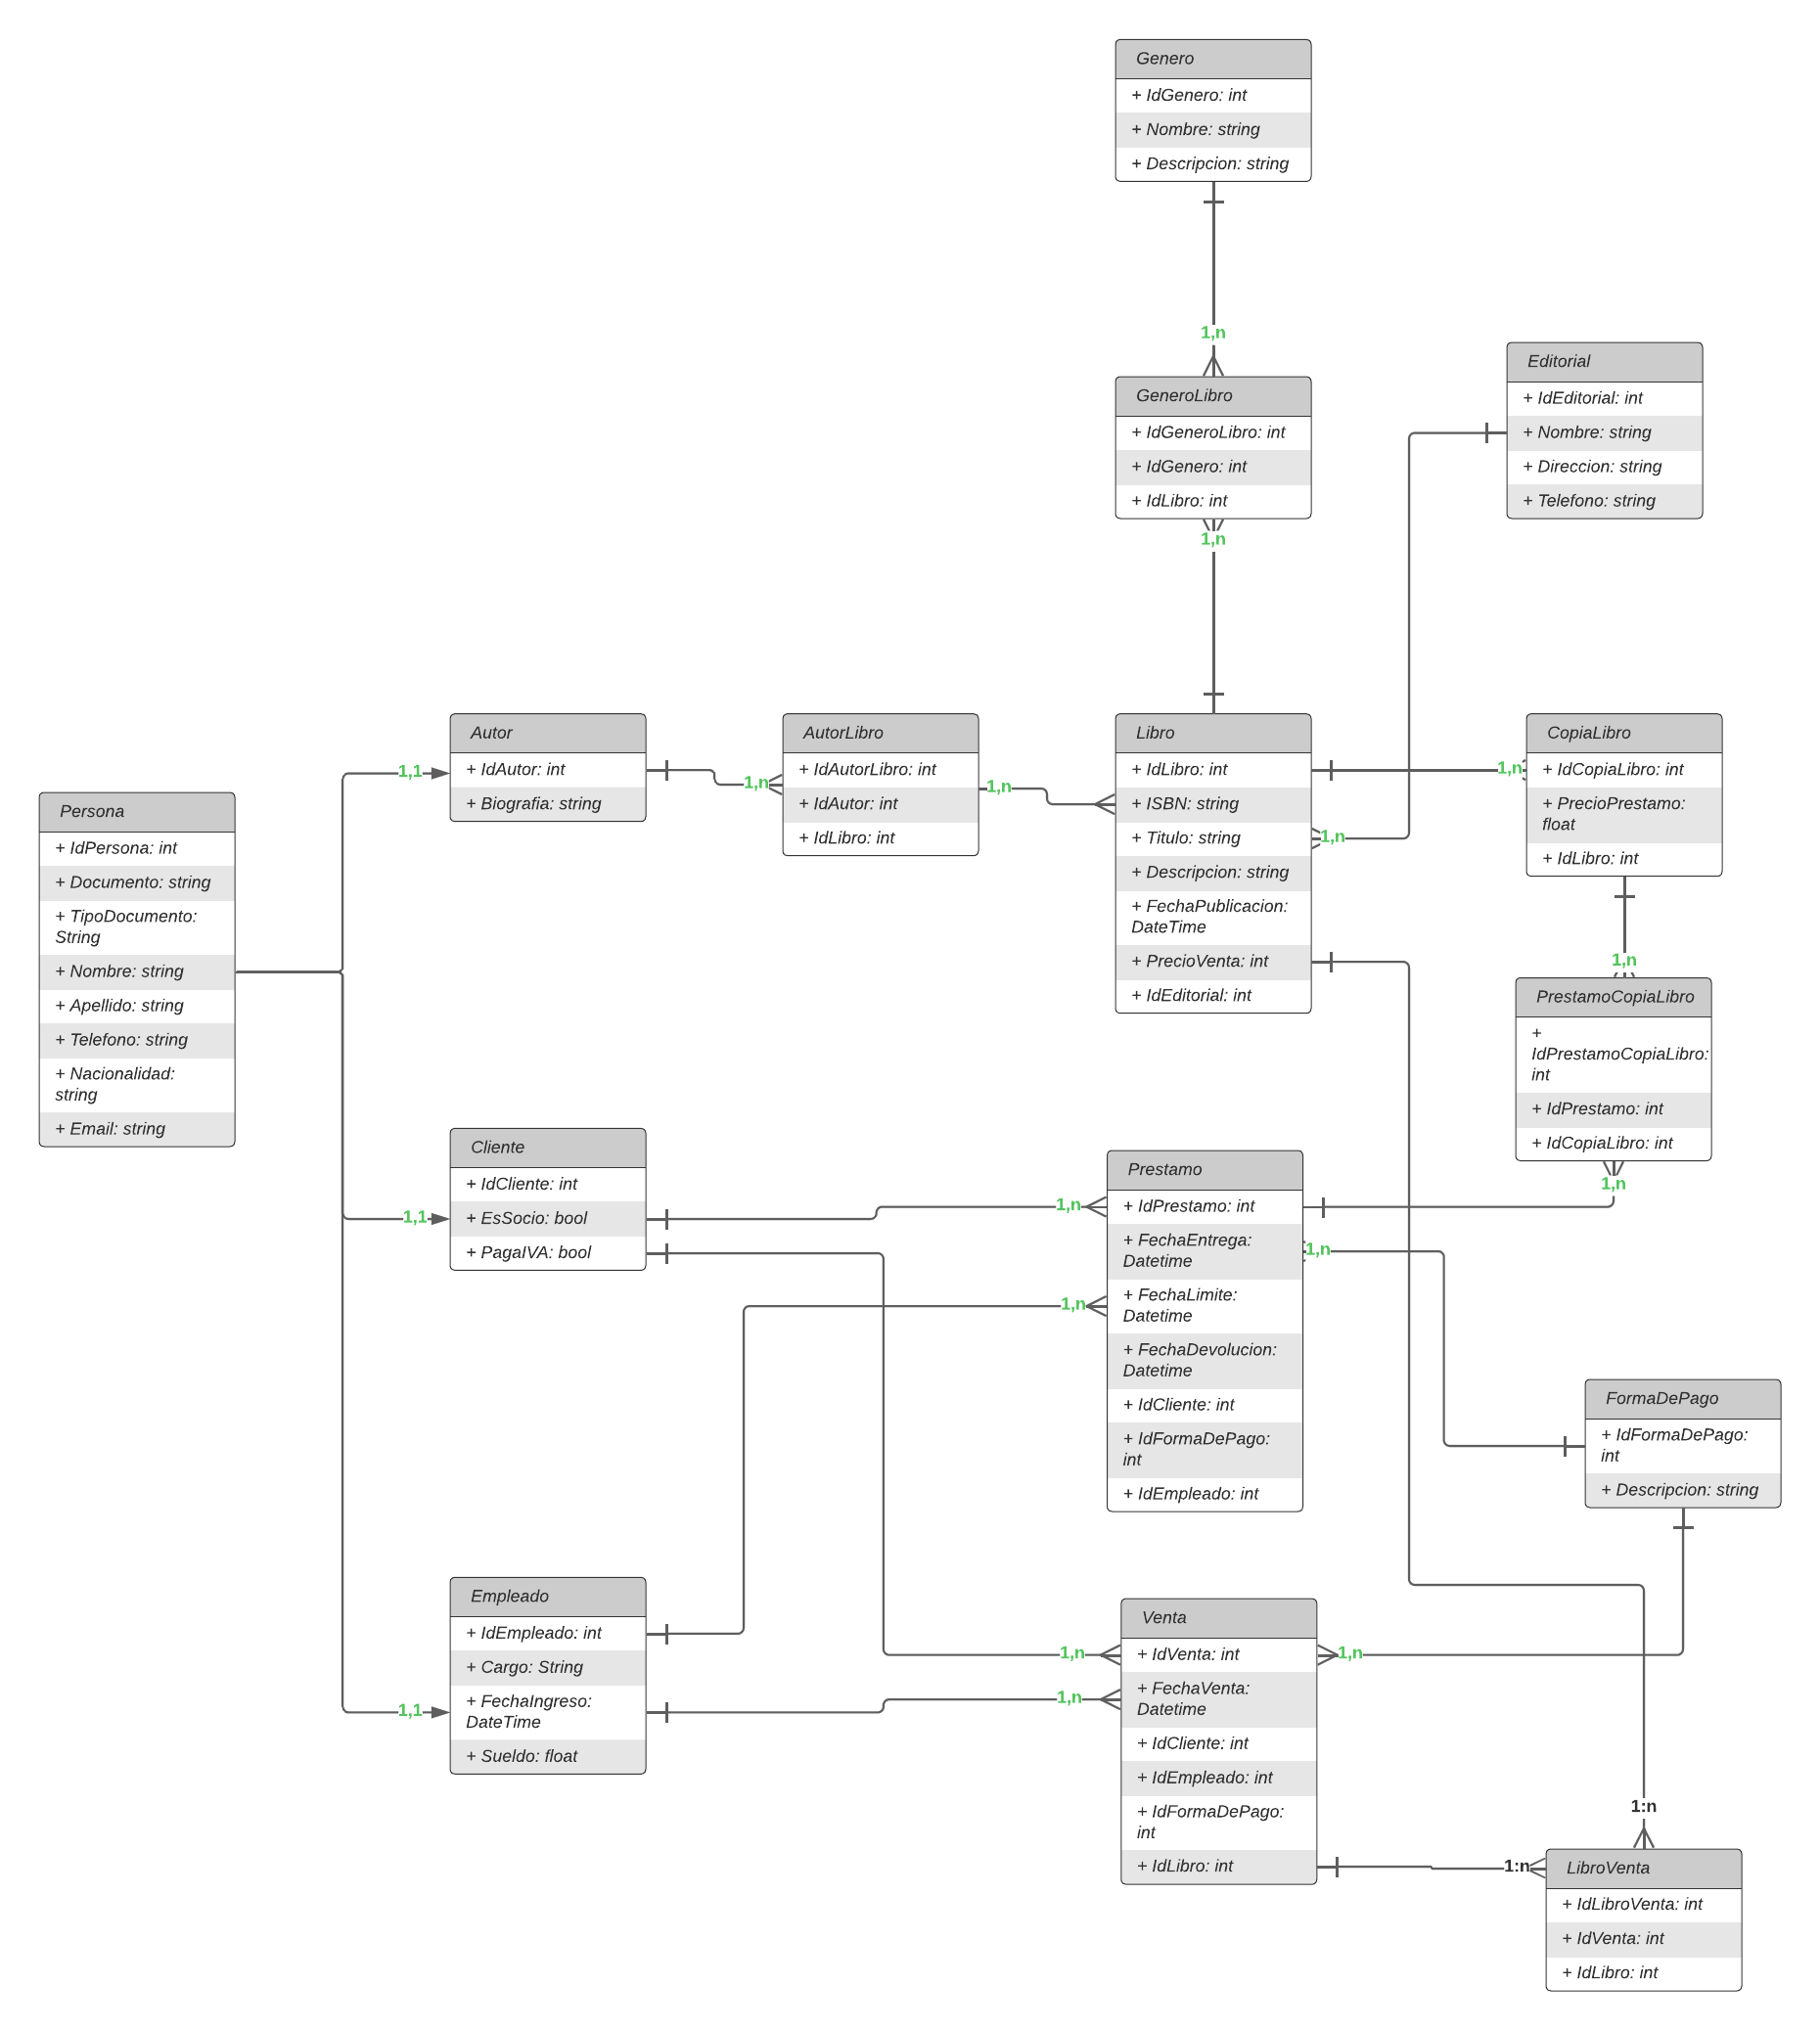 Genero
+ IdGenero: int
+ Nombre: string
+ Descripcion: string
1,n
GeneroLibro
+ IdGeneroLibro: int
+ IdGenero: int
+ IdLibro: int
1,n
Editorial
+ IdEditorial: int
+ Nombre: string
+ Direccion: string
+ Telefono: string
Persona
+ IdPersona: int
+ Documento: string
+ TipoDocumento:
String
+ Nombre: string
+ Apellido: string
+ Telefono: string
+ Nacionalidad:
string
+ Email: string
1,1
Autor
+ IdAutor: int
+ Biografia: string
1,n
AutorLibro
+ IdAutorLibro: int
+ IdAutor: int
+ IdLibro: int
1,n
Libro
+ IdLibro: int
+ ISBN: string
+ Titulo: string
+ Descripcion: string
+ FechaPublicacion:
DateTime
+ PrecioVenta: int
+ IdEditorial: int
1,n
1,n
CopiaLibro
+ IdCopiaLibro: int
+ PrecioPrestamo:
float
+ IdLibro: int
1,n
PrestamoCopiaLibro
+
IdPrestamoCopiaLibro:
int
+ IdPrestamo: int
+ IdCopiaLibro: int
1,n
1,1
Cliente
+ IdCliente: int
+ EsSocio: bool
+ PagaIVA: bool
1,n
1,n
Prestamo
+ IdPrestamo: int
+ FechaEntrega:
Datetime
+ FechaLimite:
Datetime
+ FechaDevolucion:
Datetime
+ IdCliente: int
+ IdFormaDePago:
int
+ IdEmpleado: int
1,n
FormaDePago
+ IdFormaDePago:
int
+ Descripcion: string
1,1
Empleado
+ IdEmpleado: int
+ Cargo: String
+ FechaIngreso:
DateTime
+ Sueldo: float
1,n
1,n
Venta
+ IdVenta: int
+ FechaVenta:
Datetime
+ IdCliente: int
+ IdEmpleado: int
+ IdFormaDePago:
int
+ IdLibro: int
1,n
1:n
1:n
LibroVenta
+ IdLibroVenta: int
+ IdVenta: int
+ IdLibro: int